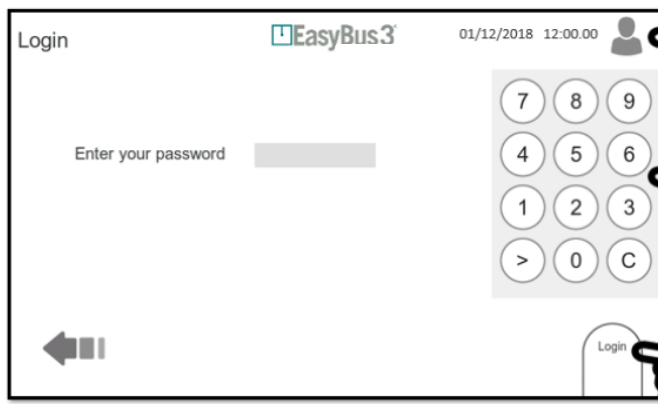 Login
EasyBus3
01/12/2018 12:00.00
7 8 9
Enter your password
4 5 6
1 2 3
> 0 C
Login